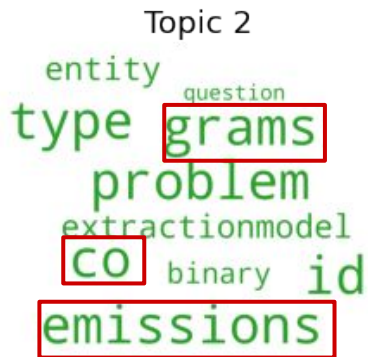 Topic 2
entity
question
type grams
problem
extractionmodel
co binary id
emissions